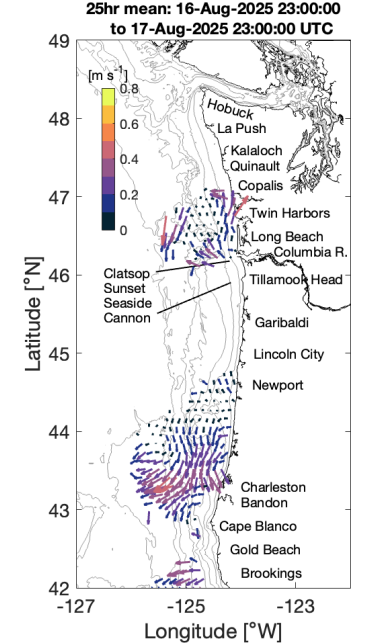 25hr mean: 16-Aug-2025 23:00:00
to 17-Aug-2025 23:00:00 UTC
[m s⁻¹]
0.8
0.6
0.4
0.2
0
49
48
47
46
45
44
43
42
Latitude [°N]
Hobuck
La Push
Kalaloch
Quinault
Copalis
Twin Harbors
Long Beach
Columbia R.
Clatsop
Sunset
Seaside
Cannon
Tillamook Head
Garibaldi
Lincoln City
Newport
Charleston
Bandon
Cape Blanco
Gold Beach
Brookings
-127
-125
-123
Longitude [°W]